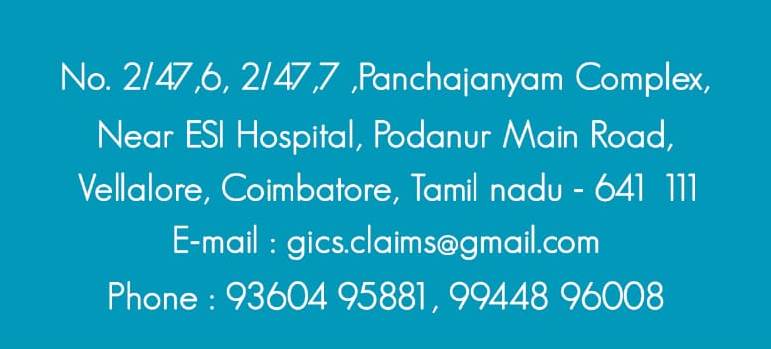 No. 2/47,6, 2/47,7 ,Panchajanyam Complex,
Near ESI Hospital, Podanur Main Road,
Vellalore, Coimbatore, Tamil nadu - 641 111
E-mail : gics.claims@gmail.com
Phone : 93604 95881, 99448 96008